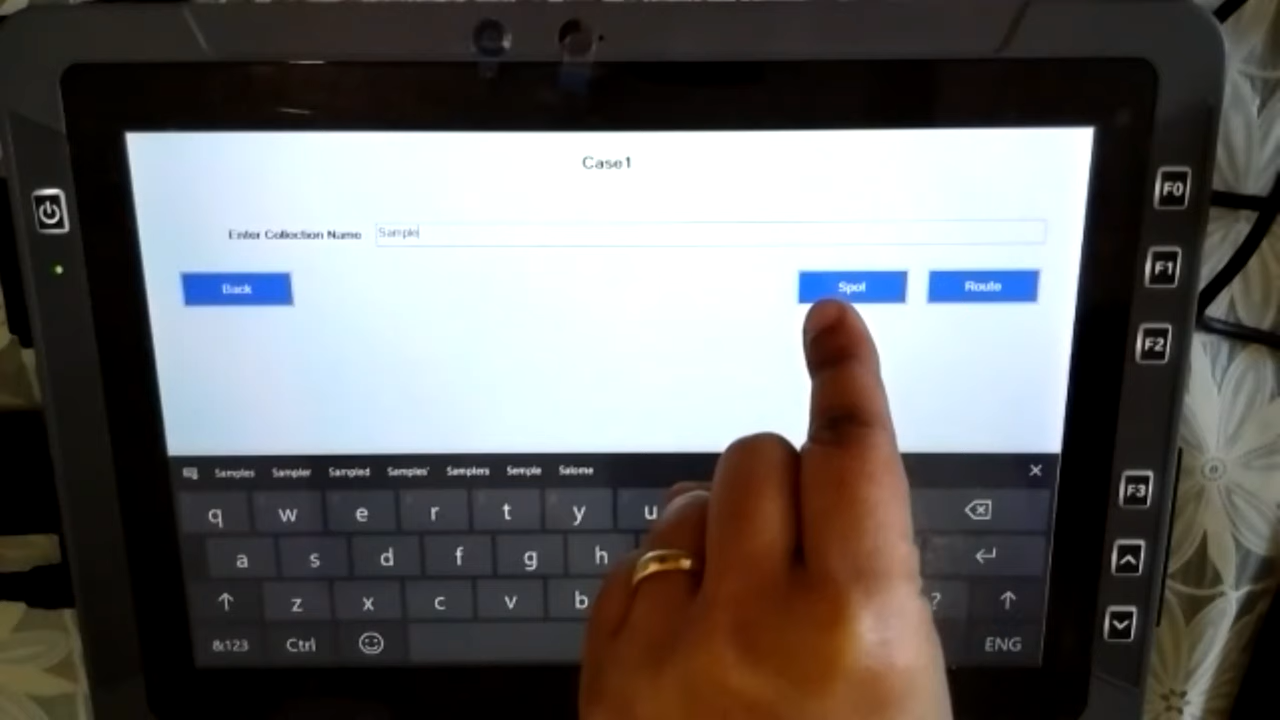 Case1
Enter Collection Name Sample
Back Spot Route
Samples Sampler Sampled Samples' Samplers Semple Salome
q w e r t y u
a s d f g h
z x c v b ?
&123 Ctrl ENG
F0
F1
F2
F3